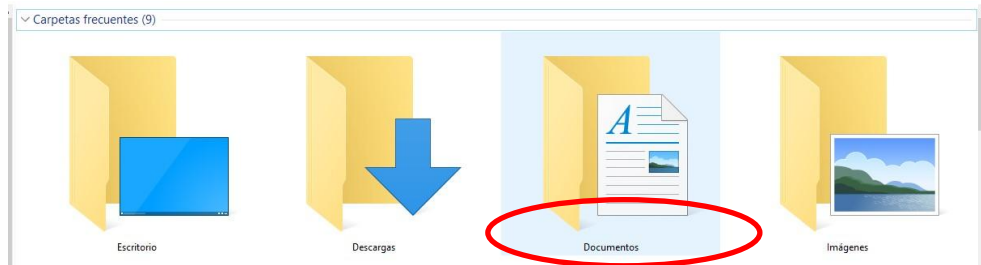 Carpetas frecuentes (9)
Escritorio
Descargas
Documentos
Imágenes